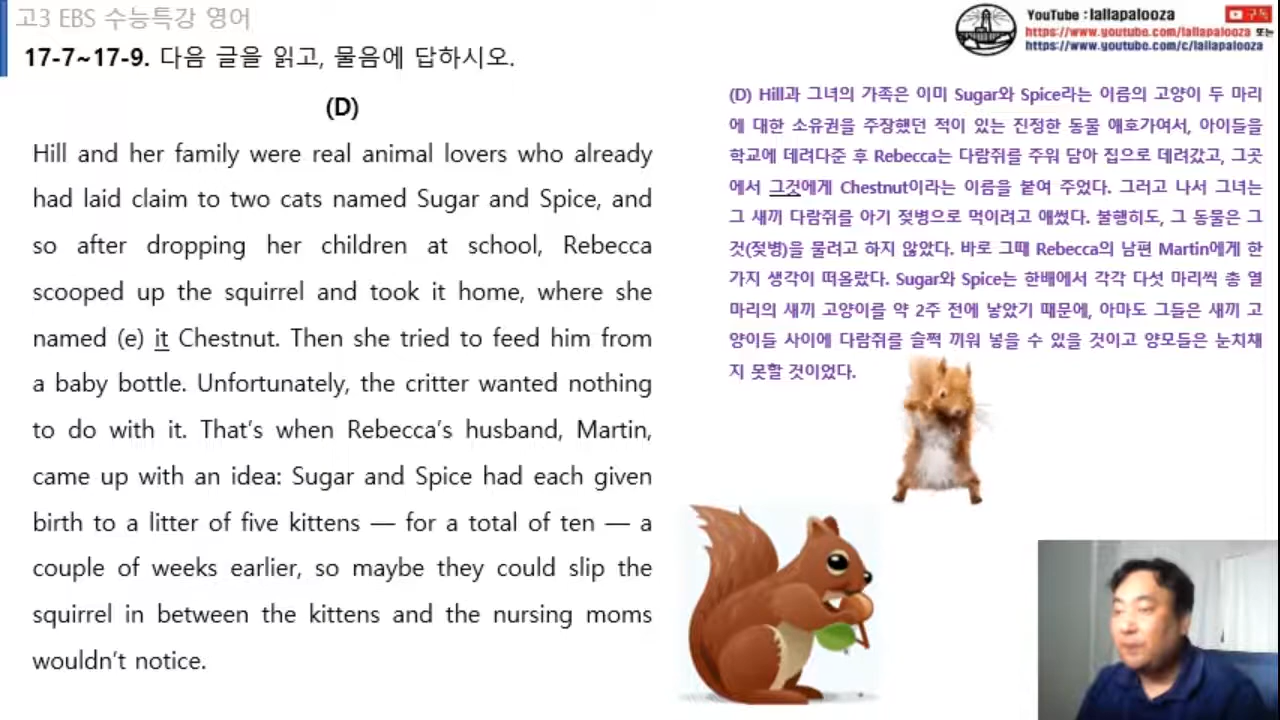 고3 EBS 수능특강 영어
17-7~17-9. 다음 글을 읽고, 물음에 답하시오.
YouTube : lallapalooza
구독
https://www.youtube.com/lallapalooza 또는
https://www.youtube.com/c/lallapalooza
(D)
Hill and her family were real animal lovers who already
had laid claim to two cats named Sugar and Spice, and
so after dropping her children at school, Rebecca
scooped up the squirrel and took it home, where she
named (e) it Chestnut. Then she tried to feed him from
a baby bottle. Unfortunately, the critter wanted nothing
to do with it. That’s when Rebecca’s husband, Martin,
came up with an idea: Sugar and Spice had each given
birth to a litter of five kittens — for a total of ten — a
couple of weeks earlier, so maybe they could slip the
squirrel in between the kittens and the nursing moms
wouldn’t notice.
(D) Hill과 그녀의 가족은 이미 Sugar와 Spice라는 이름의 고양이 두 마리
에 대한 소유권을 주장했던 적이 있는 진정한 동물 애호가여서, 아이들을
학교에 데려다준 후 Rebecca는 다람쥐를 주워 담아 집으로 데려갔고, 그곳
에서 그것에게 Chestnut이라는 이름을 붙여 주었다. 그러고 나서 그녀는
그 새끼 다람쥐를 아기 젖병으로 먹이려고 애썼다. 불행히도, 그 동물은 그
것(젖병)을 물려고 하지 않았다. 바로 그때 Rebecca의 남편 Martin에게 한
가지 생각이 떠올랐다. Sugar와 Spice는 한배에서 각각 다섯 마리씩 총 열
마리의 새끼 고양이를 약 2주 전에 낳았기 때문에, 아마도 그들은 새끼 고
양이들 사이에 다람쥐를 슬쩍 끼워 넣을 수 있을 것이고 양모들은 눈치채
지 못할 것이었다.